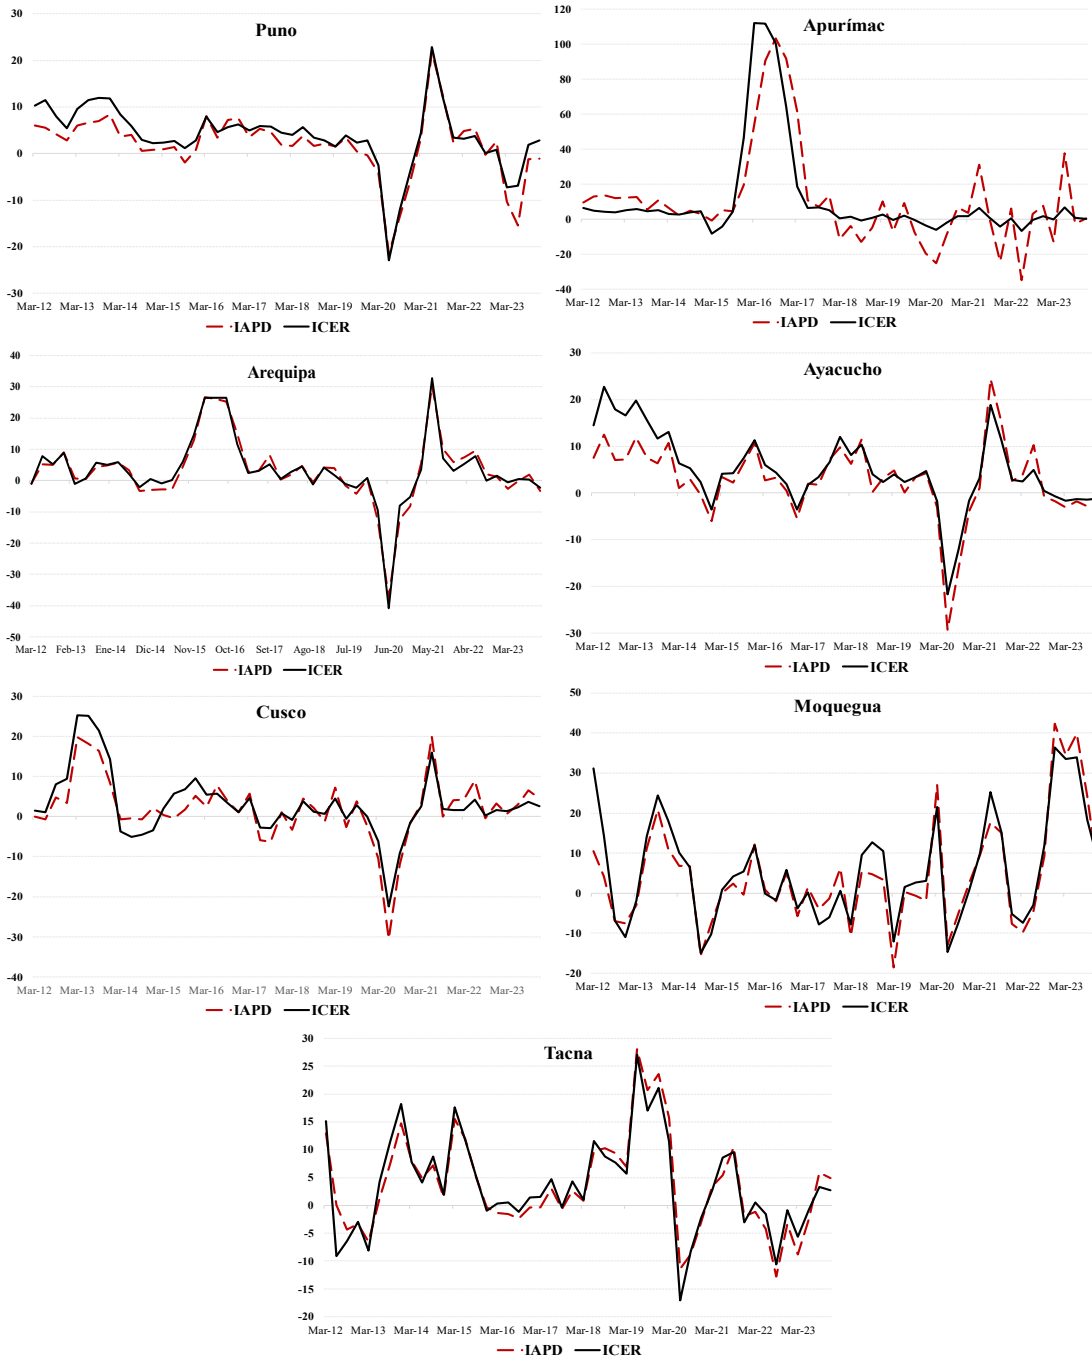 Puno
30
20
10
0
-10
-20
-30
Mar-12 Mar-13 Mar-14 Mar-15 Mar-16 Mar-17 Mar-18 Mar-19 Mar-20 Mar-21 Mar-22 Mar-23
IAPD ICER
Apurímac
120
100
80
60
40
20
0
-20
-40
Mar-12 Mar-13 Mar-14 Mar-15 Mar-16 Mar-17 Mar-18 Mar-19 Mar-20 Mar-21 Mar-22 Mar-23
IAPD ICER
Arequipa
40
30
20
10
0
-10
-20
-30
-40
-50
Mar-12 Feb-13 Ene-14 Dic-14 Nov-15 Oct-16 Set-17 Ago-18 Jul-19 Jun-20 May-21 Abr-22 Mar-23
IAPD ICER
Ayacucho
30
20
10
0
-10
-20
-30
Mar-12 Mar-13 Mar-14 Mar-15 Mar-16 Mar-17 Mar-18 Mar-19 Mar-20 Mar-21 Mar-22 Mar-23
IAPD ICER
Cusco
30
20
10
0
-10
-20
-30
-40
Mar-12 Mar-13 Mar-14 Mar-15 Mar-16 Mar-17 Mar-18 Mar-19 Mar-20 Mar-21 Mar-22 Mar-23
IAPD ICER
Moquegua
50
40
30
20
10
0
-10
-20
Mar-12 Mar-13 Mar-14 Mar-15 Mar-16 Mar-17 Mar-18 Mar-19 Mar-20 Mar-21 Mar-22 Mar-23
IAPD ICER
Tacna
30
25
20
15
10
5
0
-5
-10
-15
-20
Mar-12 Mar-13 Mar-14 Mar-15 Mar-16 Mar-17 Mar-18 Mar-19 Mar-20 Mar-21 Mar-22 Mar-23
IAPD ICER